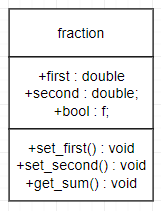 fraction
+first : double
+second : double;
+bool : f;
+set_first() : void
+set_second() : void
+get_sum() : void